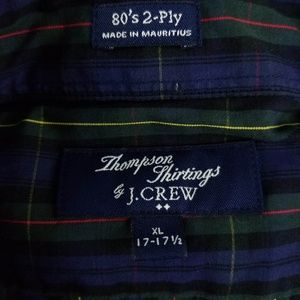 80's 2-Ply
MADE IN MAURITIUS
Thompson
Shirtings
by J.CREW
XL
17-17½